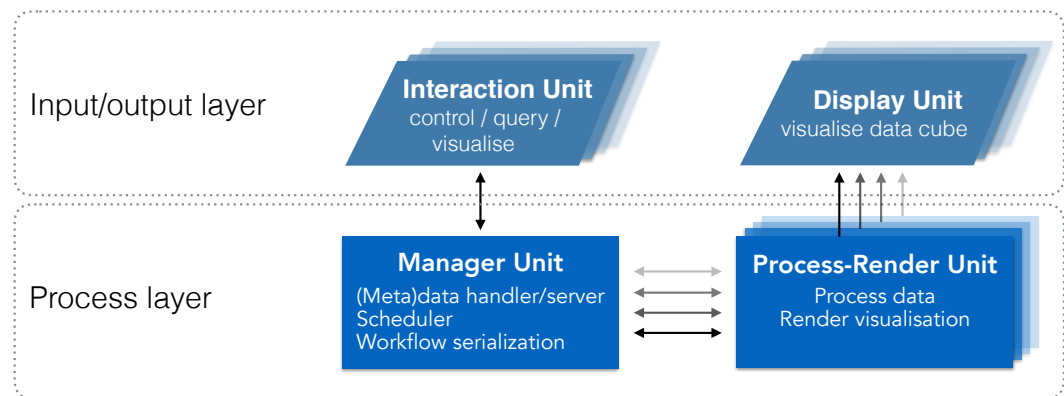 Input/output layer
Interaction Unit
control / query /
visualise
Display Unit
visualise data cube
Process layer
Manager Unit
(Meta)data handler/server
Scheduler
Workflow serialization
Process-Render Unit
Process data
Render visualisation